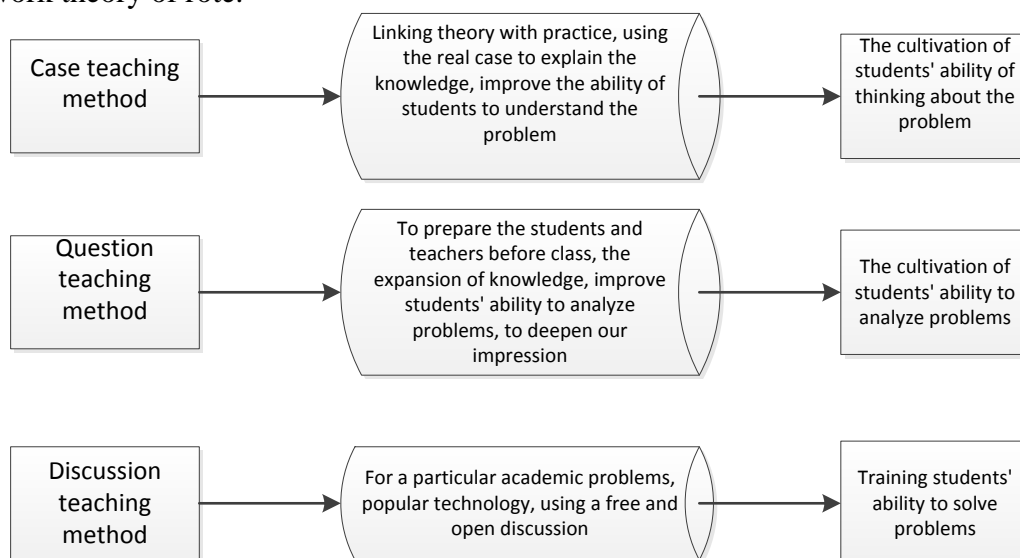 work theory of rote.
Case teaching
method
Linking theory with practice, using
the real case to explain the
knowledge, improve the ability of
students to understand the
problem
The cultivation of
students' ability of
thinking about the
problem
Question
teaching
method
To prepare the students and
teachers before class, the
expansion of knowledge, improve
students' ability to analyze
problems, to deepen our
impression
The cultivation of
students' ability to
analyze problems
Discussion
teaching
method
For a particular academic problems,
popular technology, using a free and
open discussion
Training students'
ability to solve
problems